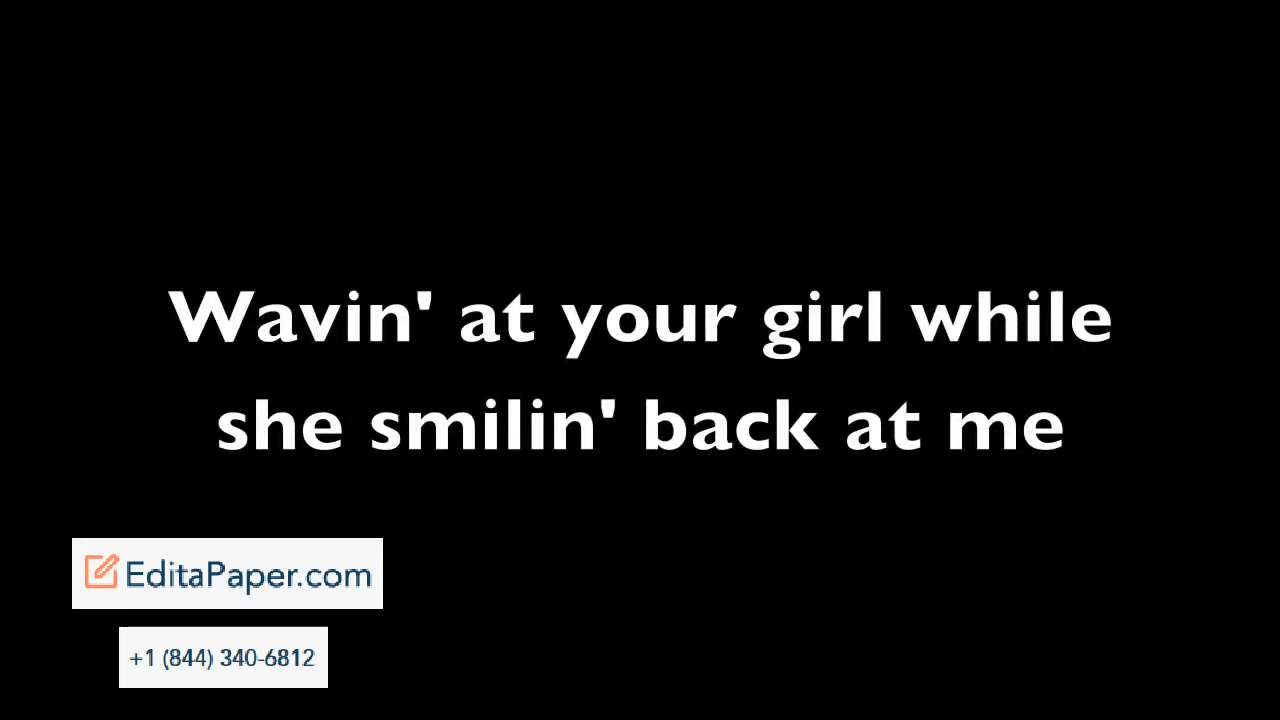 Wavin' at your girl while
she smilin' back at me
EditaPaper.com
+1 (844) 340-6812